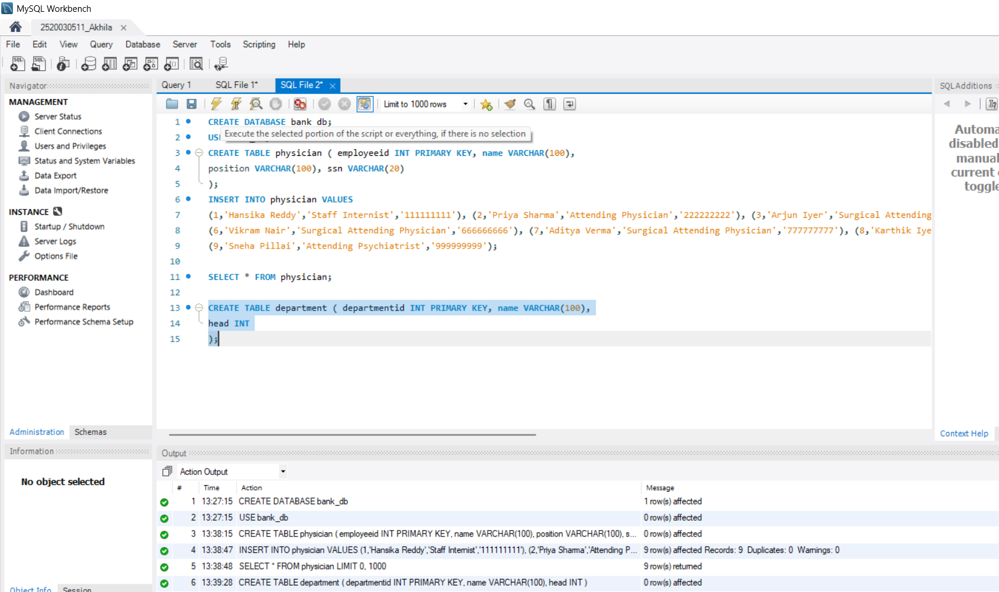 MySQL Workbench
2520030511_Akhila
File Edit View Query Database Server Tools Scripting Help
Navigator
MANAGEMENT
Server Status
Client Connections
Users and Privileges
Status and System Variables
Data Export
Data Import/Restore
INSTANCE
Startup / Shutdown
Server Logs
Options File
PERFORMANCE
Dashboard
Performance Reports
Performance Schema Setup
Administration Schemas
Information
No object selected
Object Info Session
Query 1 SQL File 1* SQL File 2*
Limit to 1000 rows
1 CREATE DATABASE bank_db;
Execute the selected portion of the script or everything, if there is no selection
2
3 CREATE TABLE physician ( employeeid INT PRIMARY KEY, name VARCHAR(100),
4 position VARCHAR(100), ssn VARCHAR(20)
5 );
6 INSERT INTO physician VALUES
7 (1,'Hansika Reddy','Staff Internist','111111111'), (2,'Priya Sharma','Attending Physician','222222222'), (3,'Arjun Iyer','Surgical Attending
8 (6,'Vikram Nair','Surgical Attending Physician','666666666'), (7,'Aditya Verma','Surgical Attending Physician','777777777'), (8,'Karthik Iye
9 (9,'Sneha Pillai','Attending Psychiatrist','999999999');
10
11 SELECT * FROM physician;
12
13 CREATE TABLE department ( departmentid INT PRIMARY KEY, name VARCHAR(100),
14 head INT
15 );
SQLAdditions
Automa
disabled
manual
current
toggle
Context Help
Output
Action Output
# Time Action Message
1 13:27:15 CREATE DATABASE bank_db 1 row(s) affected
2 13:27:15 USE bank_db 0 row(s) affected
3 13:38:15 CREATE TABLE physician ( employeeid INT PRIMARY KEY, name VARCHAR(100), position VARCHAR(100), s... 0 row(s) affected
4 13:38:47 INSERT INTO physician VALUES (1,'Hansika Reddy','Staff Internist','111111111'), (2,'Priya Sharma','Attending P... 9 row(s) affected Records: 9 Duplicates: 0 Warnings: 0
5 13:38:48 SELECT * FROM physician LIMIT 0, 1000 9 row(s) returned
6 13:39:28 CREATE TABLE department ( departmentid INT PRIMARY KEY, name VARCHAR(100), head INT ) 0 row(s) affected